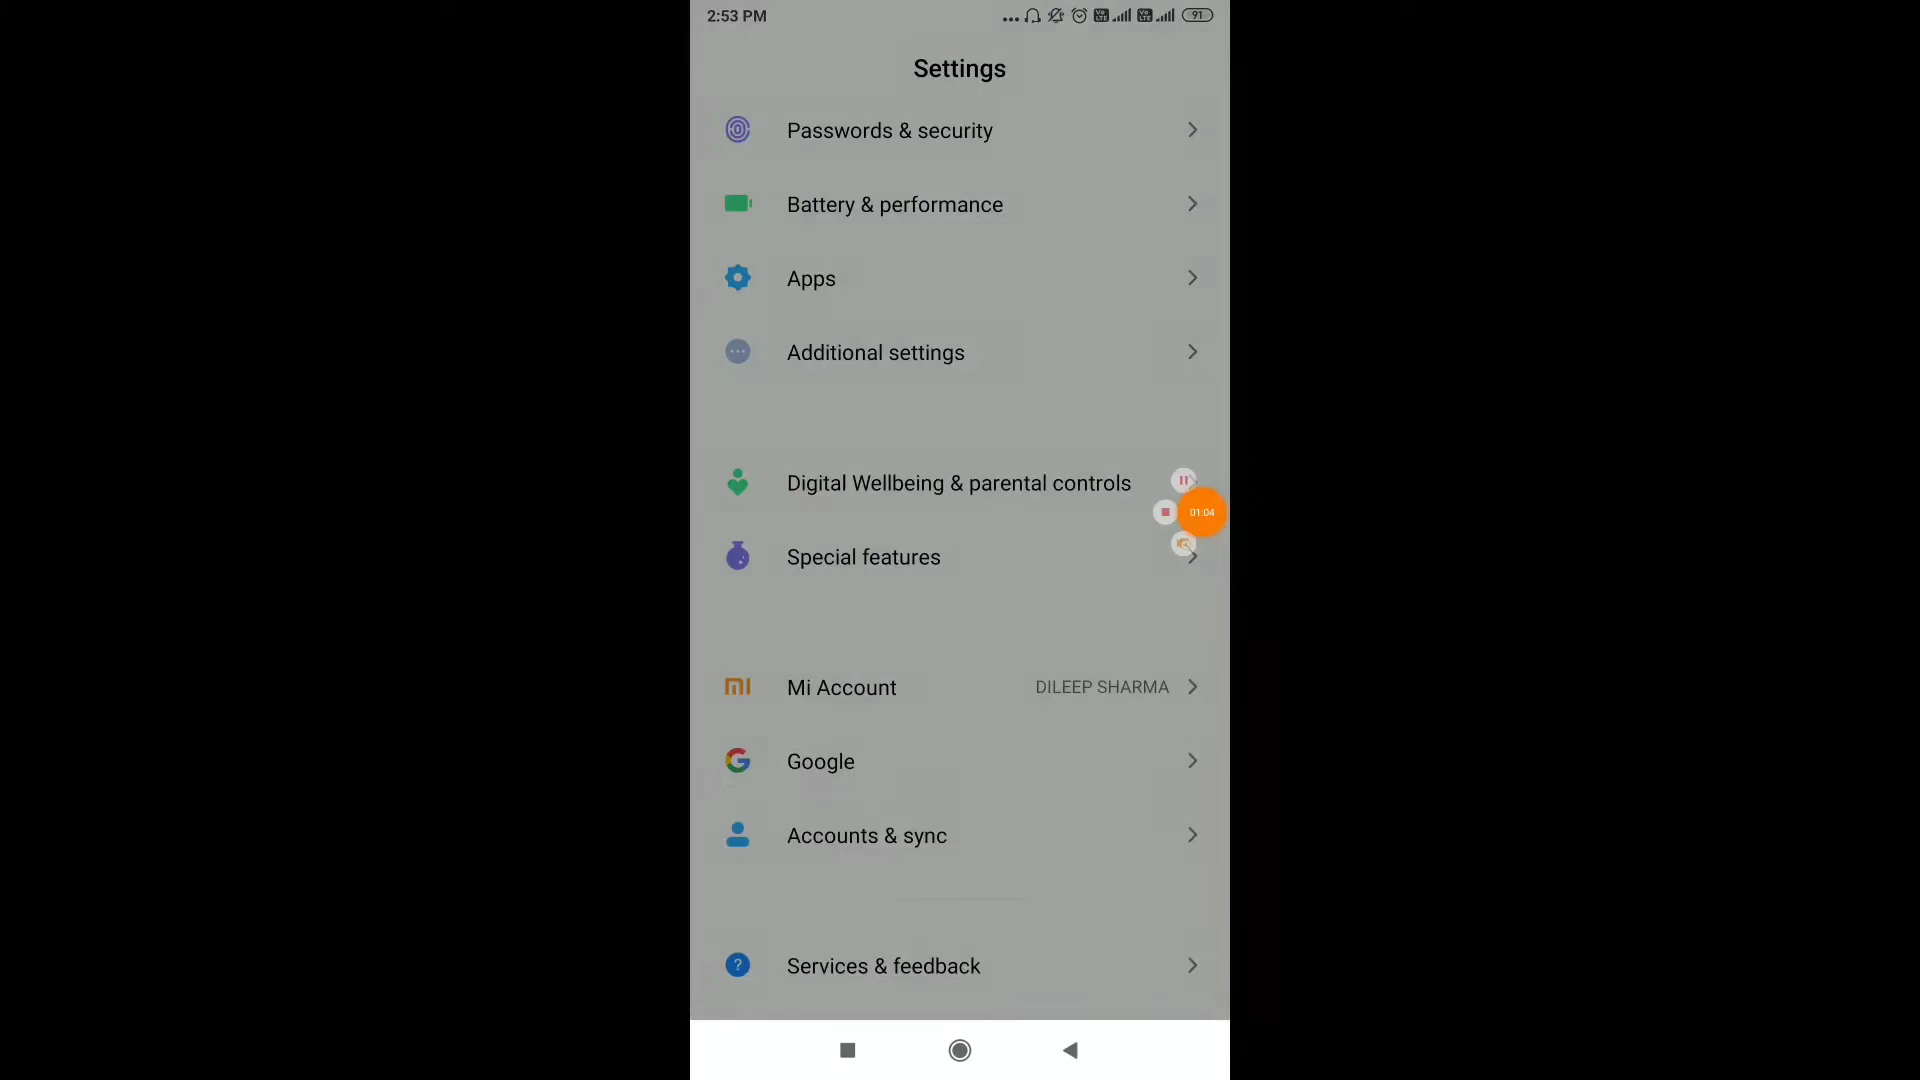 2:53 PM
91
Settings
Passwords & security
Battery & performance
Apps
Additional settings
Digital Wellbeing & parental controls
01:04
Special features
Mi Account
DILEEP SHARMA
Google
Accounts & sync
Services & feedback